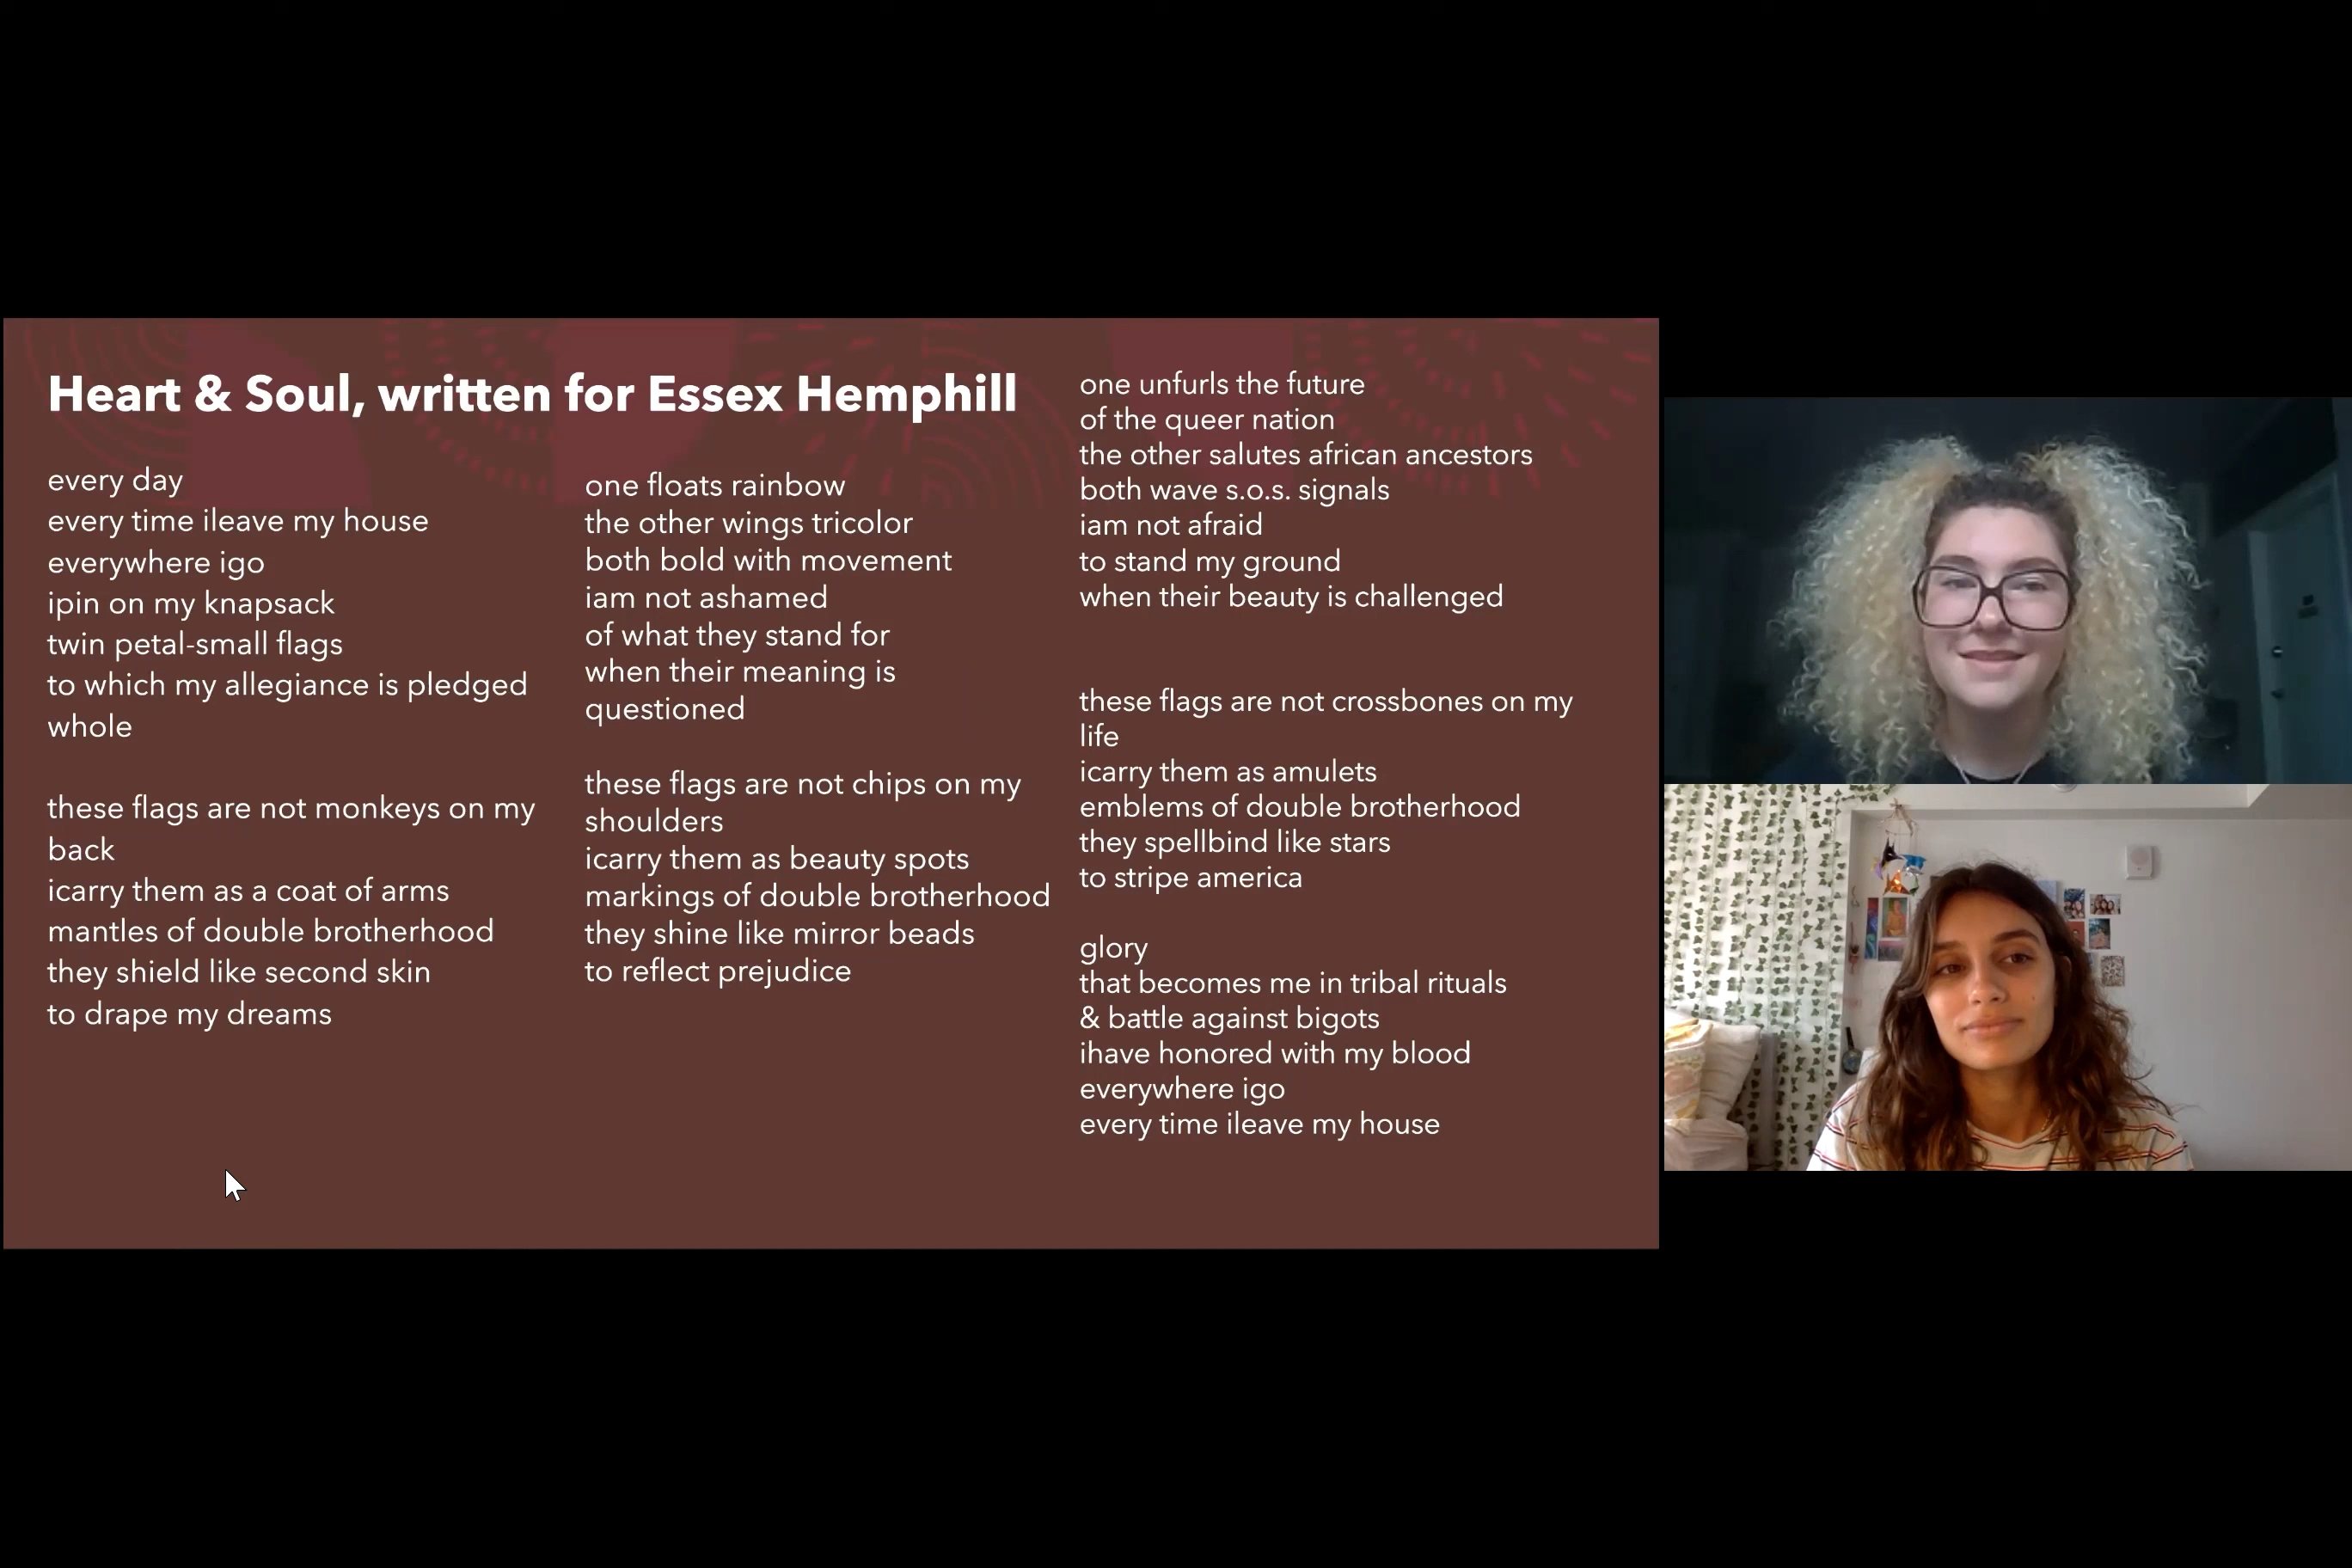 Heart & Soul, written for Essex Hemphill
every day
every time ileave my house
everywhere igo
ipin on my knapsack
twin petal-small flags
to which my allegiance is pledged
whole
these flags are not monkeys on my
back
icarry them as a coat of arms
mantles of double brotherhood
they shield like second skin
to drape my dreams
one floats rainbow
the other wings tricolor
both bold with movement
iam not ashamed
of what they stand for
when their meaning is
questioned
these flags are not chips on my
shoulders
icarry them as beauty spots
markings of double brotherhood
they shine like mirror beads
to reflect prejudice
one unfurls the future
of the queer nation
the other salutes african ancestors
both wave s.o.s. signals
iam not afraid
to stand my ground
when their beauty is challenged
these flags are not crossbones on my
life
icarry them as amulets
emblems of double brotherhood
they spellbind like stars
to stripe america
glory
that becomes me in tribal rituals
& battle against bigots
ihave honored with my blood
everywhere igo
every time ileave my house